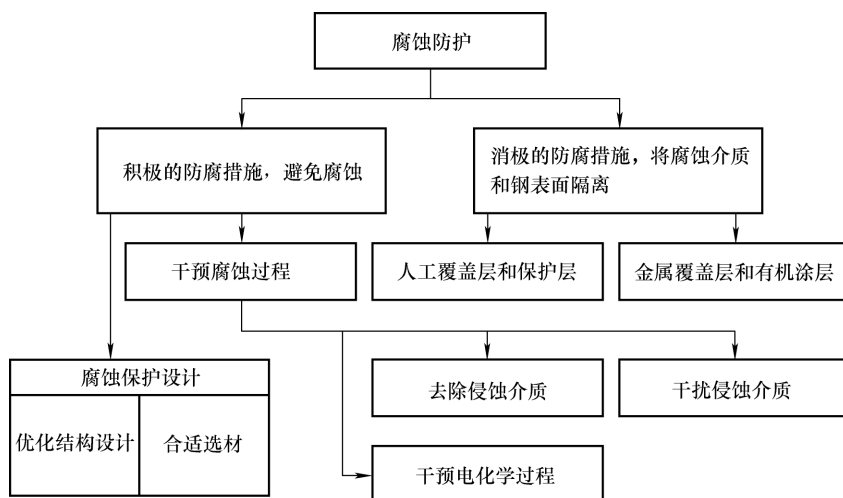 腐蚀防护
积极的防腐措施，避免腐蚀
消极的防腐措施，将腐蚀介质
和钢表面隔离
干预腐蚀过程
人工覆盖层和保护层
金属覆盖层和有机涂层
腐蚀保护设计
优化结构设计
合适选材
去除侵蚀介质
干扰侵蚀介质
干预电化学过程